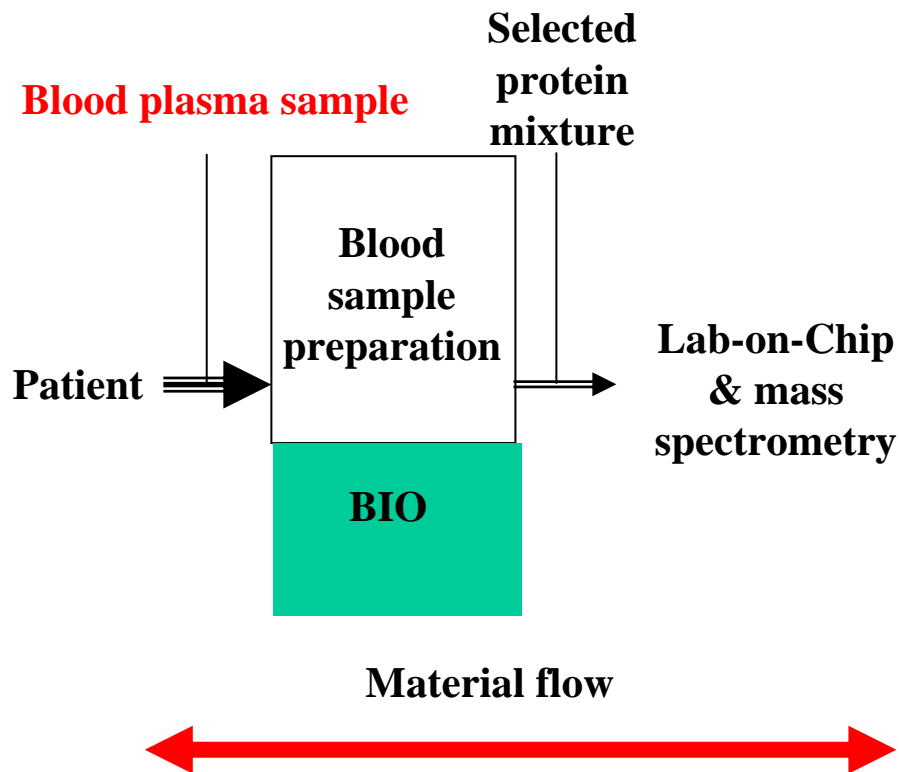 Blood plasma sample
Selected
protein
mixture
Blood
sample
preparation
Patient
Lab-on-Chip
& mass
spectrometry
BIO
Material flow